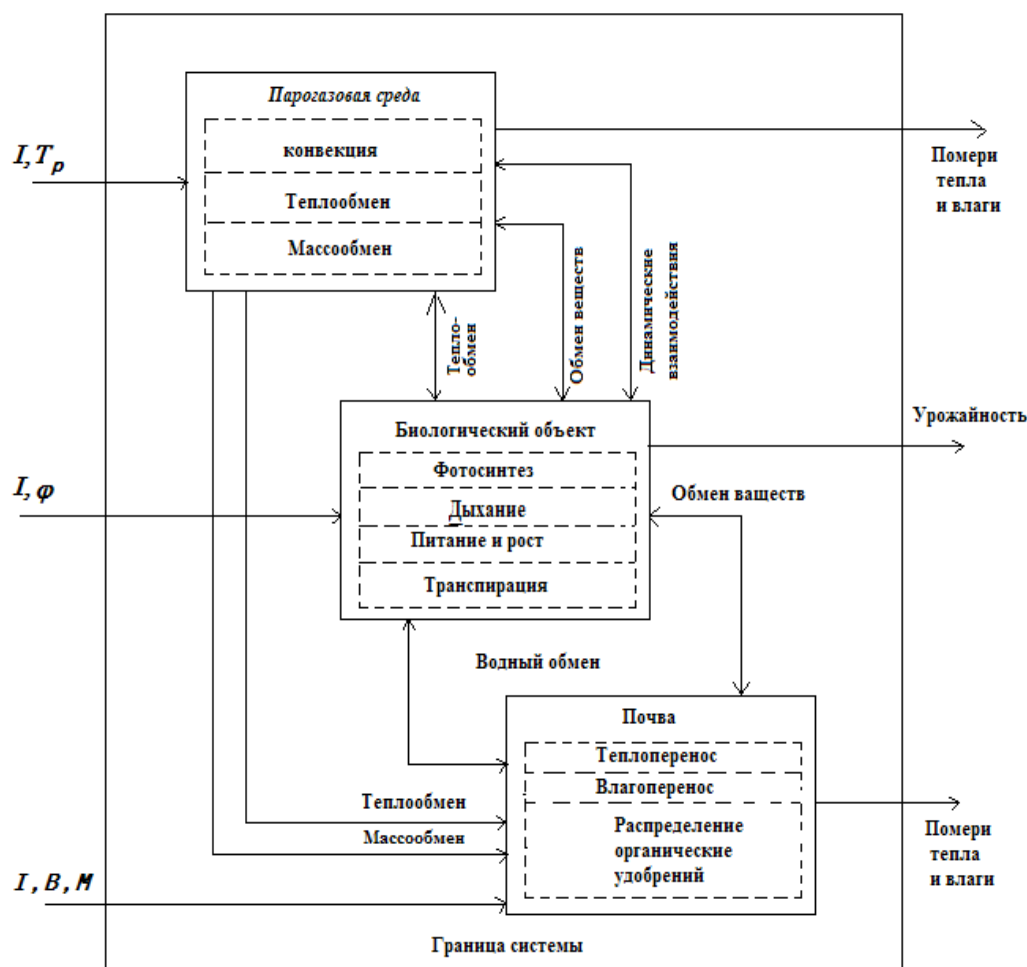 Парогазовая среда
конвекция
Теплообмен
Массообмен
I, Tp
Помери
тепла
и влаги
Тепло-
обмен
Обмен веществ
Динамические
взаимодействия
Биологический объект
Фотосинтез
Дыхание
Питание и рост
Транспирация
I, φ
Урожайность
Обмен ваществ
Водный обмен
Почва
Теплоперенос
Влагоперенос
Распределение
органические
удобрений
Теплообмен
Массообмен
I, B, M
Помери
тепла
и влаги
Граница системы